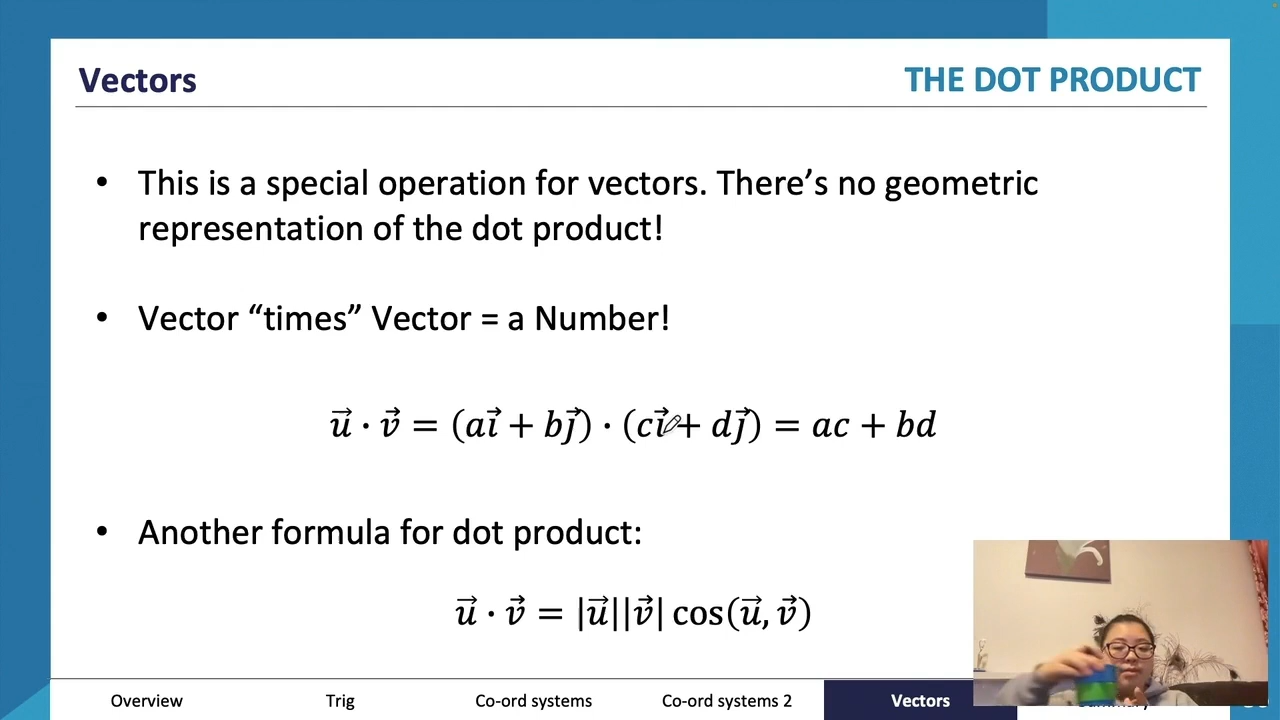 Vectors
THE DOT PRODUCT
• This is a special operation for vectors. There’s no geometric
representation of the dot product!
• Vector “times” Vector = a Number!
u⃗ · v⃗ = (ai⃗ + bj⃗) · (ci⃗ + dj⃗) = ac + bd
• Another formula for dot product:
u⃗ · v⃗ = |u⃗||v⃗| cos(u⃗, v⃗)
Overview
Trig
Co-ord systems
Co-ord systems 2
Vectors